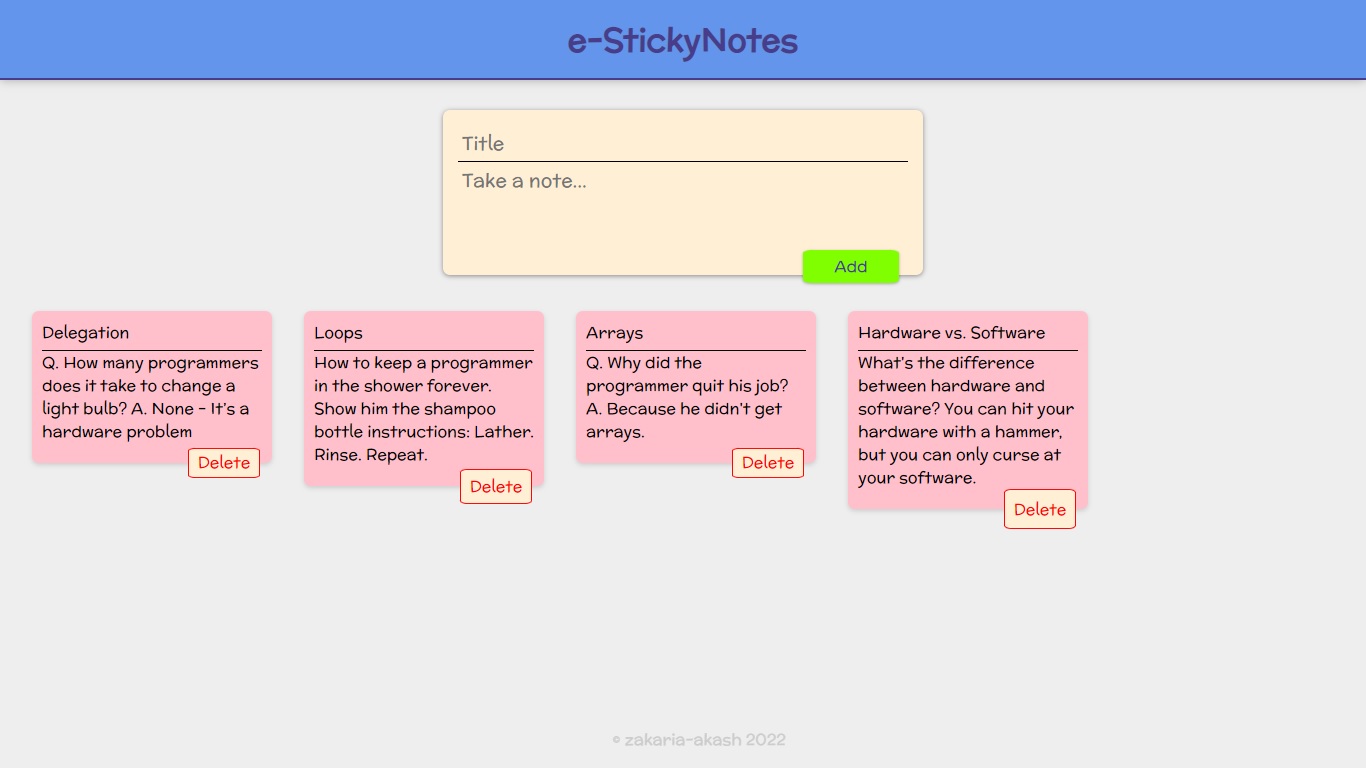 e-StickyNotes
Title
Take a note...
Add
Delegation
Q. How many programmers
does it take to change a
light bulb? A. None - It's a
hardware problem
Delete
Loops
How to keep a programmer
in the shower forever.
Show him the shampoo
bottle instructions: Lather.
Rinse. Repeat.
Delete
Arrays
Q. Why did the
programmer quit his job?
A. Because he didn't get
arrays.
Delete
Hardware vs. Software
What's the difference
between hardware and
software? You can hit your
hardware with a hammer,
but you can only curse at
your software.
Delete
© zakaria-akash 2022